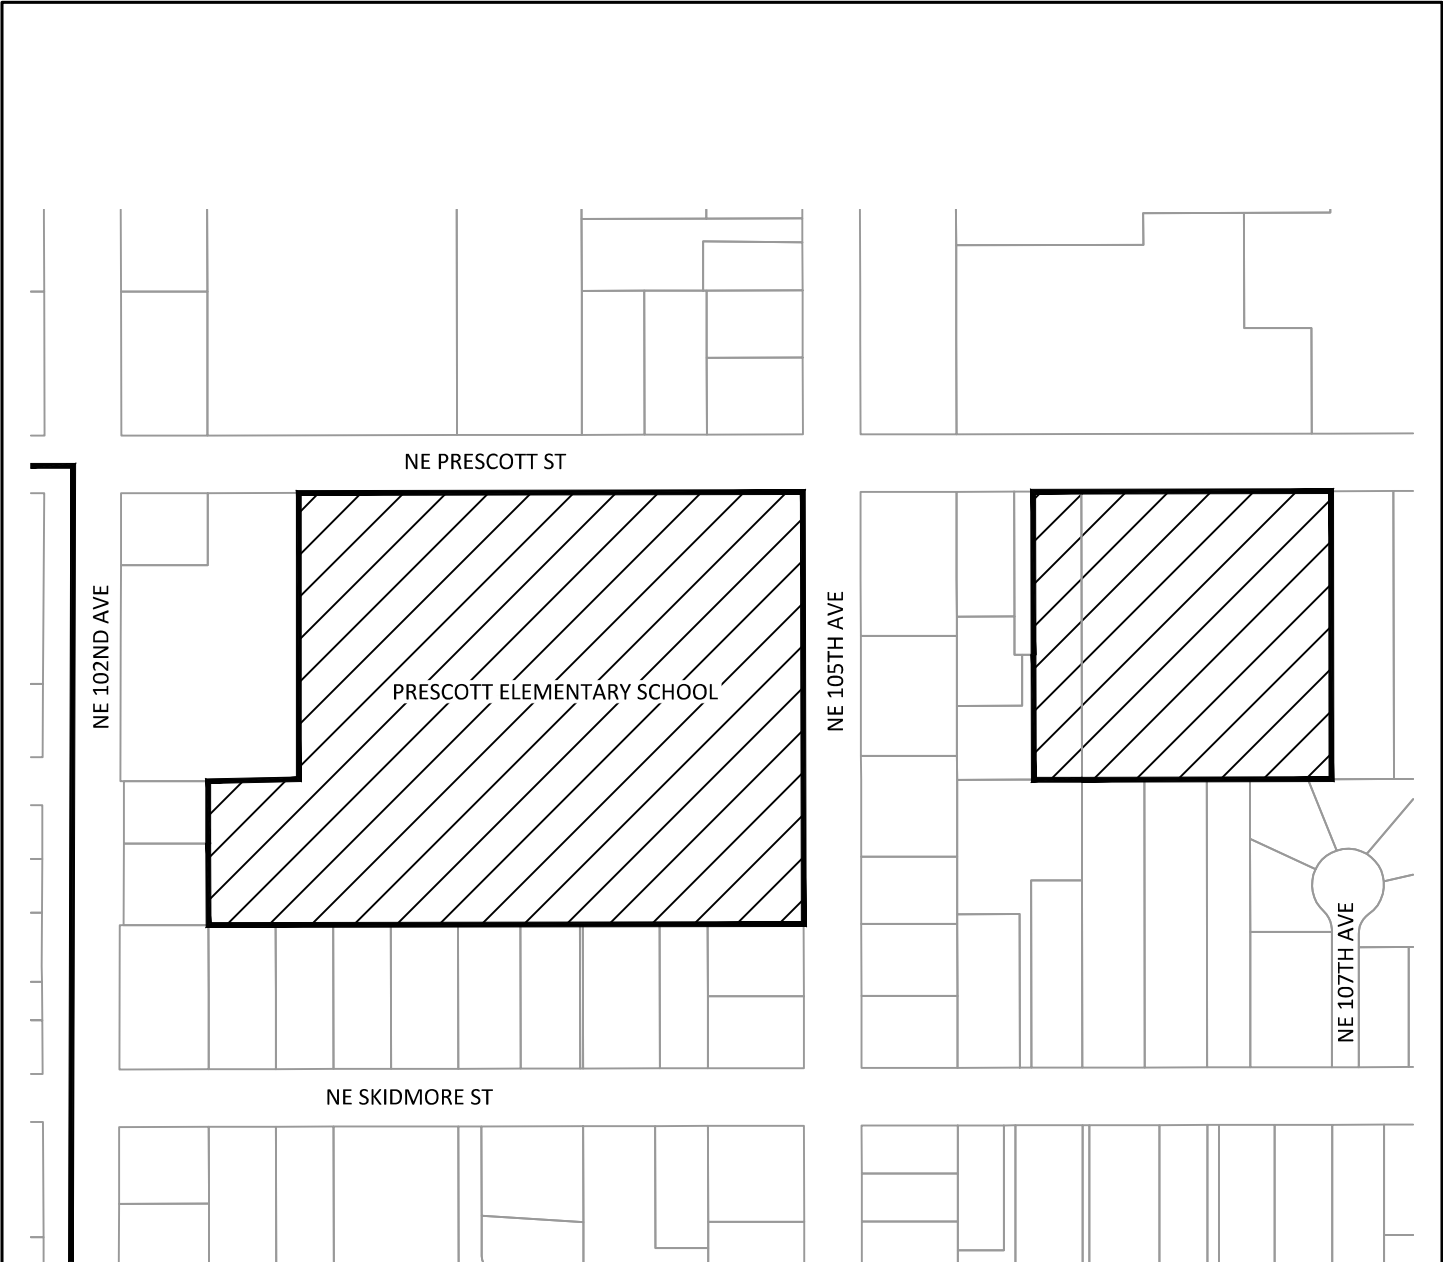 NE PRESCOTT ST
NE 102ND AVE
PRESCOTT ELEMENTARY SCHOOL
NE 105TH AVE
NE 107TH AVE
NE SKIDMORE ST